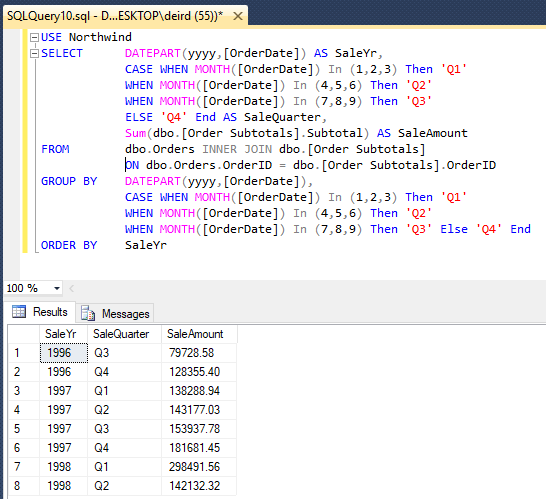 SQLQuery10.sql - D...ESKTOP\deird (55))*
USE Northwind
SELECT DATEPART(yyyy,[OrderDate]) AS SaleYr,
CASE WHEN MONTH([OrderDate]) In (1,2,3) Then 'Q1'
WHEN MONTH([OrderDate]) In (4,5,6) Then 'Q2'
WHEN MONTH([OrderDate]) In (7,8,9) Then 'Q3'
ELSE 'Q4' End AS SaleQuarter,
Sum(dbo.[Order Subtotals].Subtotal) AS SaleAmount
FROM dbo.Orders INNER JOIN dbo.[Order Subtotals]
ON dbo.Orders.OrderID = dbo.[Order Subtotals].OrderID
GROUP BY DATEPART(yyyy,[OrderDate]),
CASE WHEN MONTH([OrderDate]) In (1,2,3) Then 'Q1'
WHEN MONTH([OrderDate]) In (4,5,6) Then 'Q2'
WHEN MONTH([OrderDate]) In (7,8,9) Then 'Q3' Else 'Q4' End
ORDER BY SaleYr
100 %
Results Messages
SaleYr SaleQuarter SaleAmount
1 1996 Q3 79728.58
2 1996 Q4 128355.40
3 1997 Q1 138288.94
4 1997 Q2 143177.03
5 1997 Q3 153937.78
6 1997 Q4 181681.45
7 1998 Q1 298491.56
8 1998 Q2 142132.32